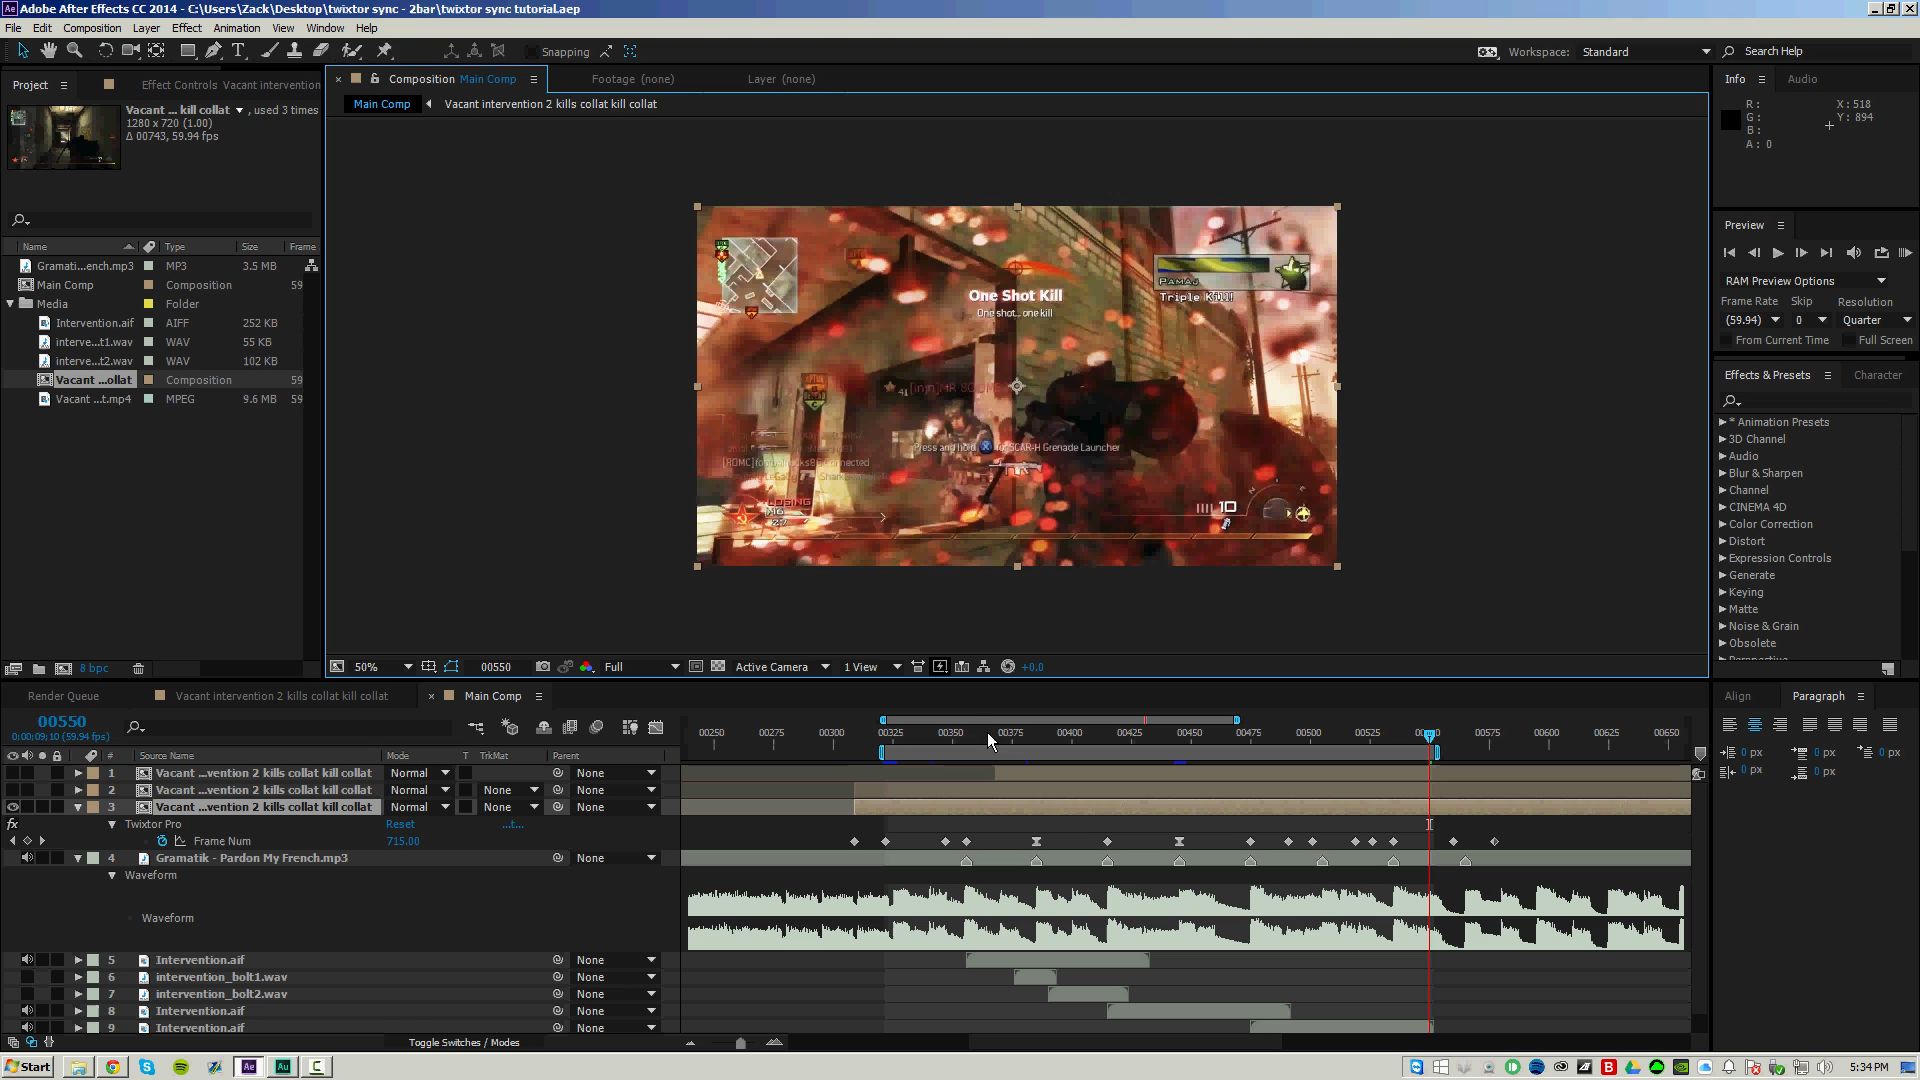 Adobe After Effects CC 2014 - C:\Users\Zack\Desktop\twixtor sync - 2bar\twixtor sync tutorial.aep
File Edit Composition Layer Effect Animation View Window Help
Snapping
Workspace: Standard
Search Help
Project
Effect Controls Vacant intervention
Vacant ... kill collat ▼ , used 3 times
1280 x 720 (1.00)
Δ 00743, 59.94 fps
Name Type Size Frame
Gramati...ench.mp3 MP3 3.5 MB
Main Comp Composition 59
Media Folder
Intervention.aif AIFF 252 KB
interve...t1.wav WAV 55 KB
interve...t2.wav WAV 102 KB
Vacant ...ollat Composition 59
Vacant ...t.mp4 MPEG 9.6 MB 59
8 bpc
Composition Main Comp
Footage (none)
Layer (none)
Main Comp
Vacant intervention 2 kills collat kill collat
PAMAJ
Triple Kill!
One Shot Kill
One shot... one kill
41
Press and hold X for SCAR-H Grenade Launcher
LOSING
10
50% 00550 Full Active Camera 1 View +0.0
Info Audio
R: X: 518
G: Y: 894
B:
A: 0
Preview
RAM Preview Options
Frame Rate Skip Resolution
(59.94) 0 Quarter
From Current Time Full Screen
Effects & Presets Character
* Animation Presets
3D Channel
Audio
Blur & Sharpen
Channel
CINEMA 4D
Color Correction
Distort
Expression Controls
Generate
Keying
Matte
Noise & Grain
Obsolete
Align Paragraph
0 px 0 px 0 px
0 px 0 px
Render Queue
Vacant intervention 2 kills collat kill collat
Main Comp
00550
0;00;09;10 (59.94 fps)
00250 00275 00300 00325 00350 00375 00400 00425 00450 00475 00500 00575 00600 00625 00650
# Source Name Mode T TrkMat Parent
1 Vacant ...vention 2 kills collat kill collat Normal None
2 Vacant ...vention 2 kills collat kill collat Normal None None
3 Vacant ...vention 2 kills collat kill collat Normal None None
fx Twixtor Pro Reset ...t...
Frame Num 715.00
4 Gramatik - Pardon My French.mp3 None
Waveform
Waveform
5 Intervention.aif None
6 intervention_bolt1.wav None
7 intervention_bolt2.wav None
8 Intervention.aif None
9 Intervention.aif None
Toggle Switches / Modes
Start
5:34 PM